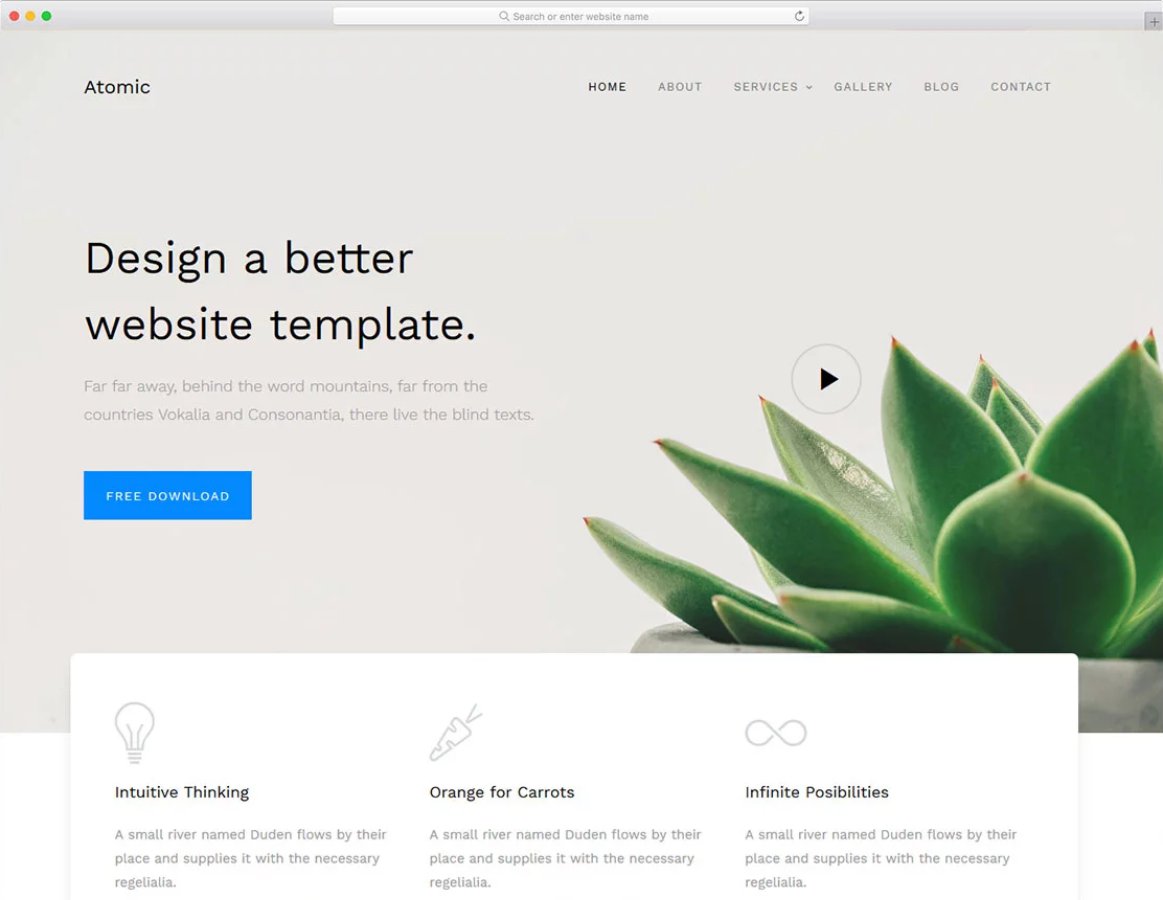 Search or enter website name
Atomic
HOME ABOUT SERVICES GALLERY BLOG CONTACT
Design a better
website template.
Far far away, behind the word mountains, far from the
countries Vokalia and Consonantia, there live the blind texts.
FREE DOWNLOAD
Intuitive Thinking
A small river named Duden flows by their
place and supplies it with the necessary
regelialia.
Orange for Carrots
A small river named Duden flows by their
place and supplies it with the necessary
regelialia.
Infinite Posibilities
A small river named Duden flows by their
place and supplies it with the necessary
regelialia.